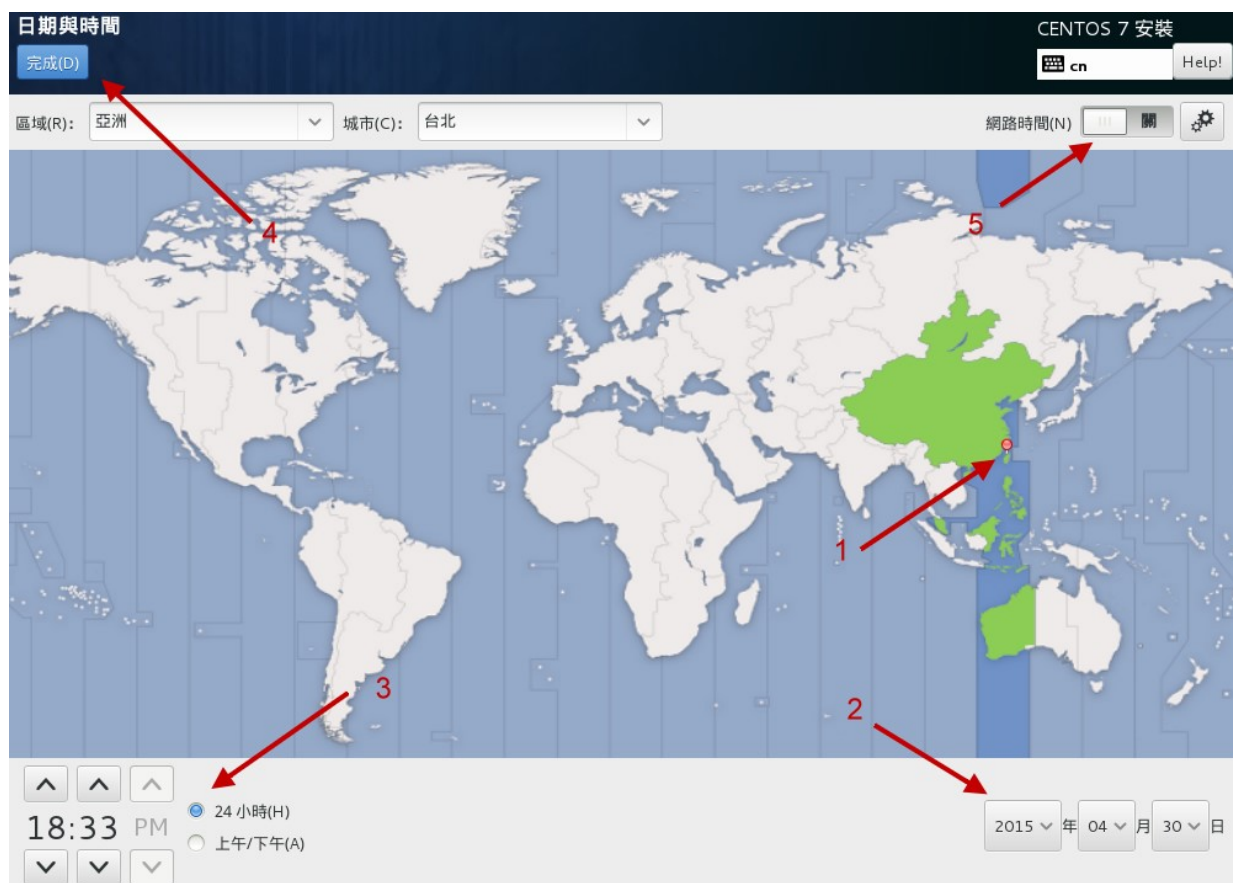 日期與時間
CENTOS 7 安裝
完成(D)
cn
Help!
區域(R): 亞洲 城市(C): 台北 網路時間(N) 關
4
5
1
3
2
24 小時(H)
18:33 PM
上午/下午(A)
2015 年 04 月 30 日